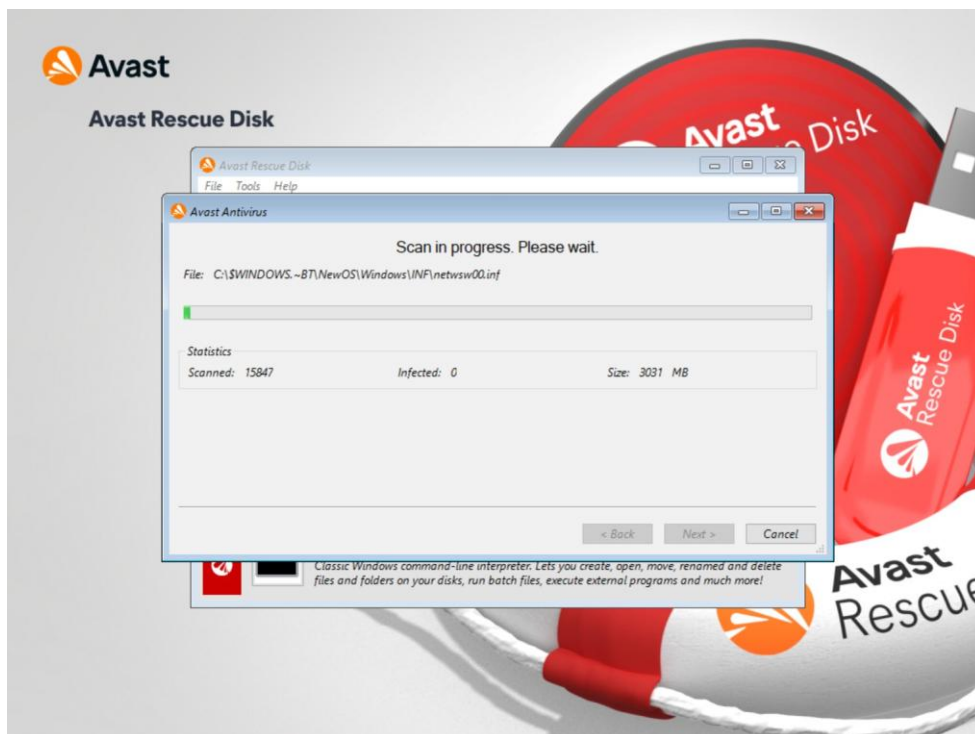 Avast
Avast Rescue Disk
Avast
Disk
Avast Rescue Disk
File Tools Help
Avast Antivirus
Scan in progress. Please wait.
File: C:\$WINDOWS.~BT\NewOS\Windows\INF\netwsw00.inf
Statistics
Scanned: 15847 Infected: 0 Size: 3031 MB
Avast
Rescue Disk
< Back Next > Cancel
Classic Windows command-line interpreter. Lets you create, open, move, renamed and delete
files and folders on your disks, run batch files, execute external programs and much more!
Avast